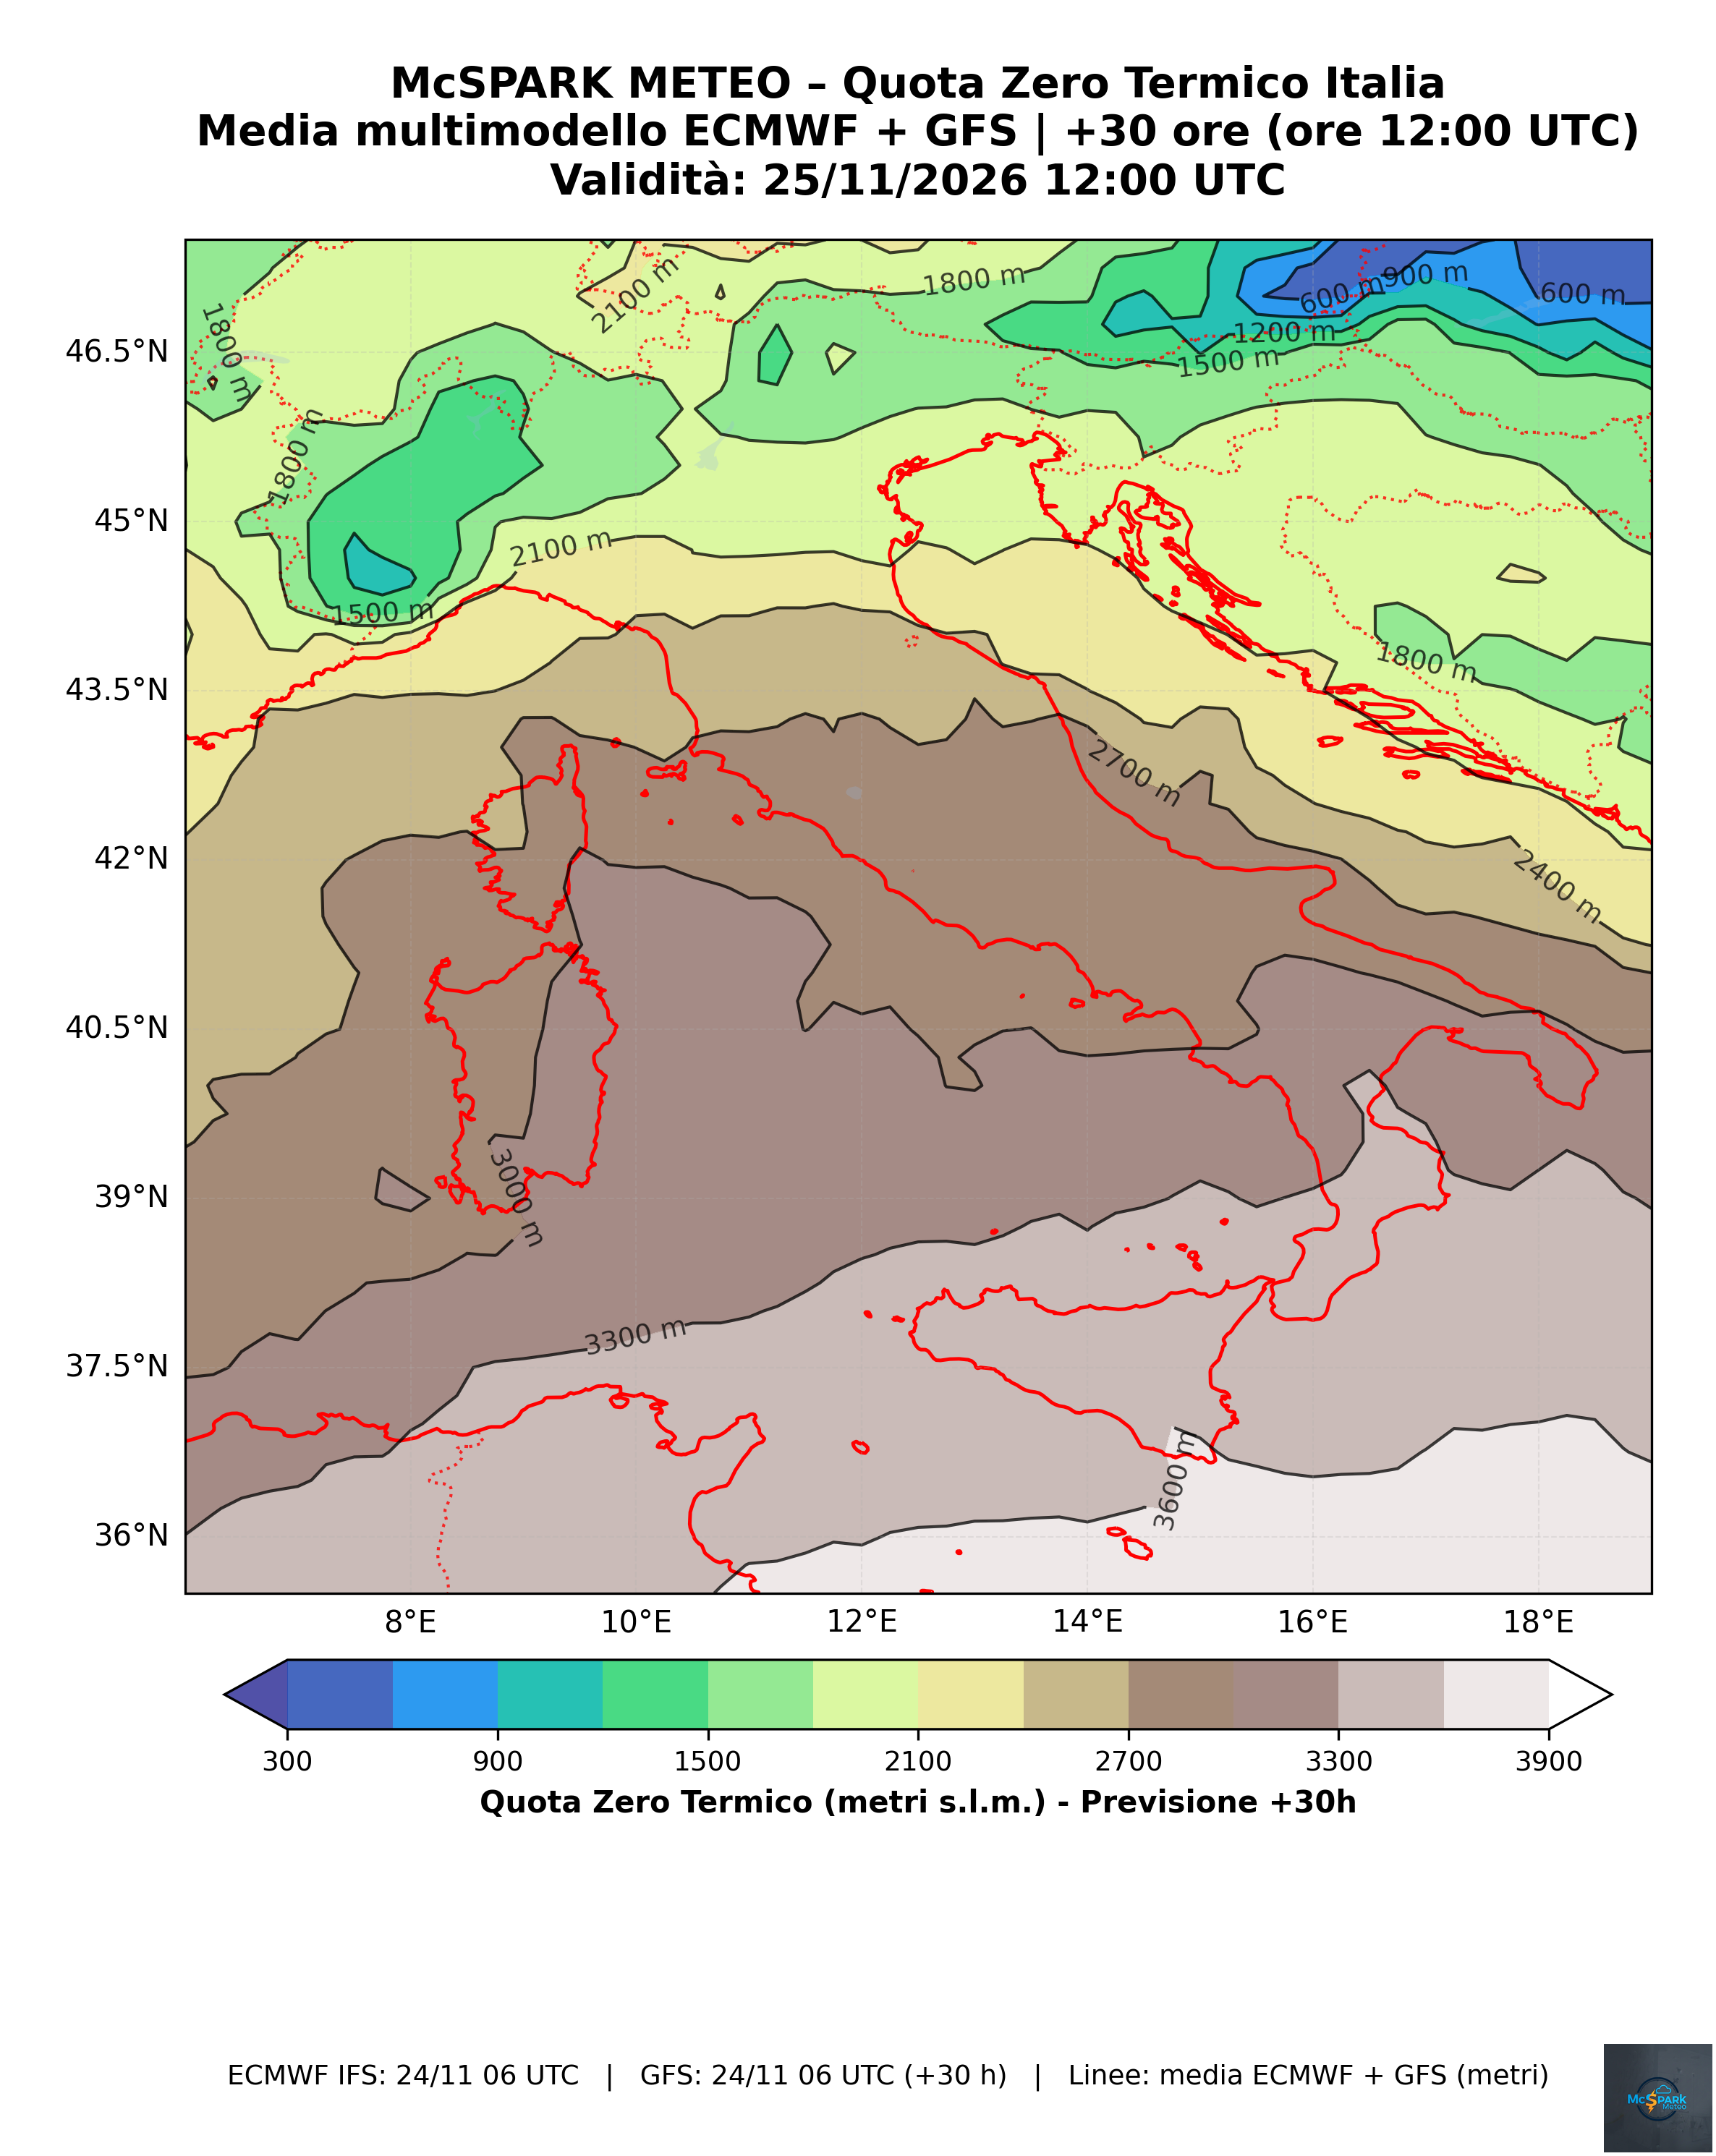 McSPARK METEO – Quota Zero Termico Italia
Media multimodello ECMWF + GFS | +30 ore (ore 12:00 UTC)
Validità: 25/11/2026 12:00 UTC
2100 m
1800 m
600 m
900 m
600 m
1800 m
1200 m
1500 m
46.5°N
1800 m
45°N
2100 m
1500 m
1800 m
43.5°N
2700 m
42°N
2400 m
40.5°N
39°N
3000 m
3300 m
37.5°N
3600 m
36°N
8°E 10°E 12°E 14°E 16°E 18°E
300 900 1500 2100 2700 3300 3900
Quota Zero Termico (metri s.l.m.) - Previsione +30h
ECMWF IFS: 24/11 06 UTC | GFS: 24/11 06 UTC (+30 h) | Linee: media ECMWF + GFS (metri)
McSPARK
Meteo